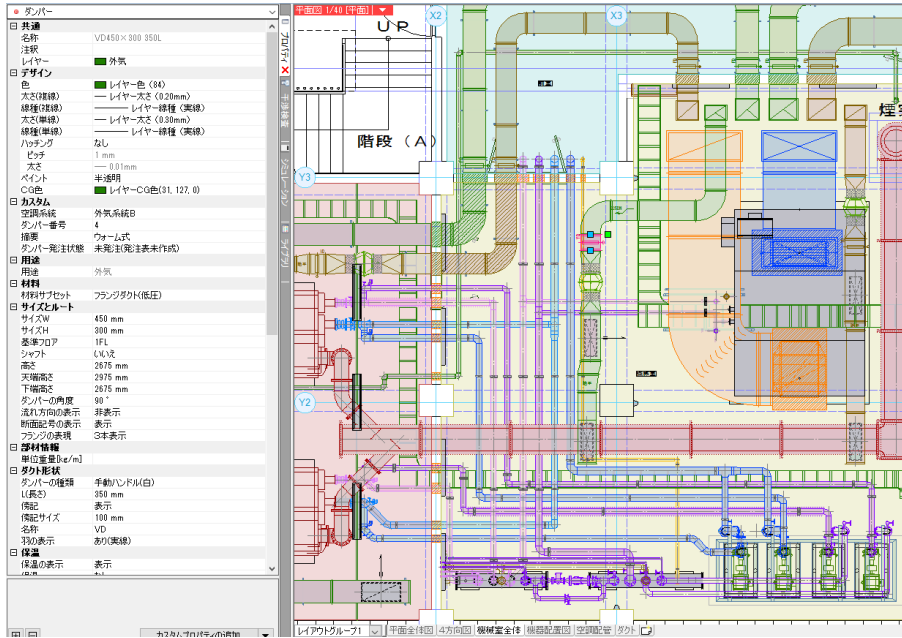 ダンパー
共通
名称 VD450×300 350L
注釈
レイヤー 外気
デザイン
色 レイヤー色 (84)
太さ(複線) レイヤー太さ (0.20mm)
線種(複線) レイヤー線種 (実線)
太さ(単線) レイヤー太さ (0.30mm)
線種(単線) レイヤー線種 (実線)
ハッチング なし
ピッチ 1 mm
太さ 0.01mm
ペイント 半透明
CG色 レイヤーCG色(31, 127, 0)
カスタム
空調系統 外気系統B
ダンパー番号 4
摘要 ウォーム式
ダンパー発注状態 未発注(発注表未作成)
用途
用途 外気
材料
材料サブセット フランジダクト(低圧)
サイズとルート
サイズW 450 mm
サイズH 300 mm
基準フロア 1FL
シャフト いいえ
高さ 2675 mm
天端高さ 2975 mm
下端高さ 2675 mm
ダンパーの角度 90°
流れ方向の表示 非表示
断面記号の表示 表示
フランジの表現 3本表示
部材情報
単位重量[kg/m]
ダクト形状
ダンパーの種類 手動ハンドル(白)
L(長さ) 350 mm
傍記 表示
傍記サイズ 100 mm
名称 VD
羽の表示 あり(実線)
保温
保温の表示 表示
カスタムプロパティの追加
プロパティ
干渉検査
シミュレーション
ライブラリ
平面図 1/40 [平面]
X2
X3
UP
階段 (A)
Y3
Y2
レイアウトグループ1
平面全体図
4方向図
機械室全体
機器配置図
空調配管
ダクト